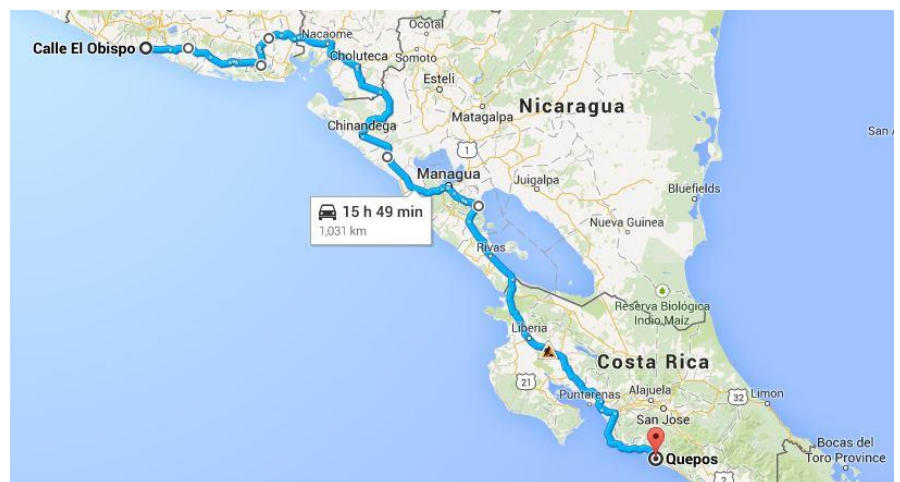 Ocotal
Nacaome
Calle El Obispo
Choluteca
Somoto
Esteli
Nicaragua
Matagalpa
Chinandega
San
1
Managua
Juigalpa
Bluefields
15 h 49 min
1,031 km
Nueva Guinea
Rivas
Reserva Biológica
Indio Maíz
Liberia
Costa Rica
21
Puntarenas
Alajuela
32
Limon
San Jose
Bocas del
Toro Province
Quepos
2